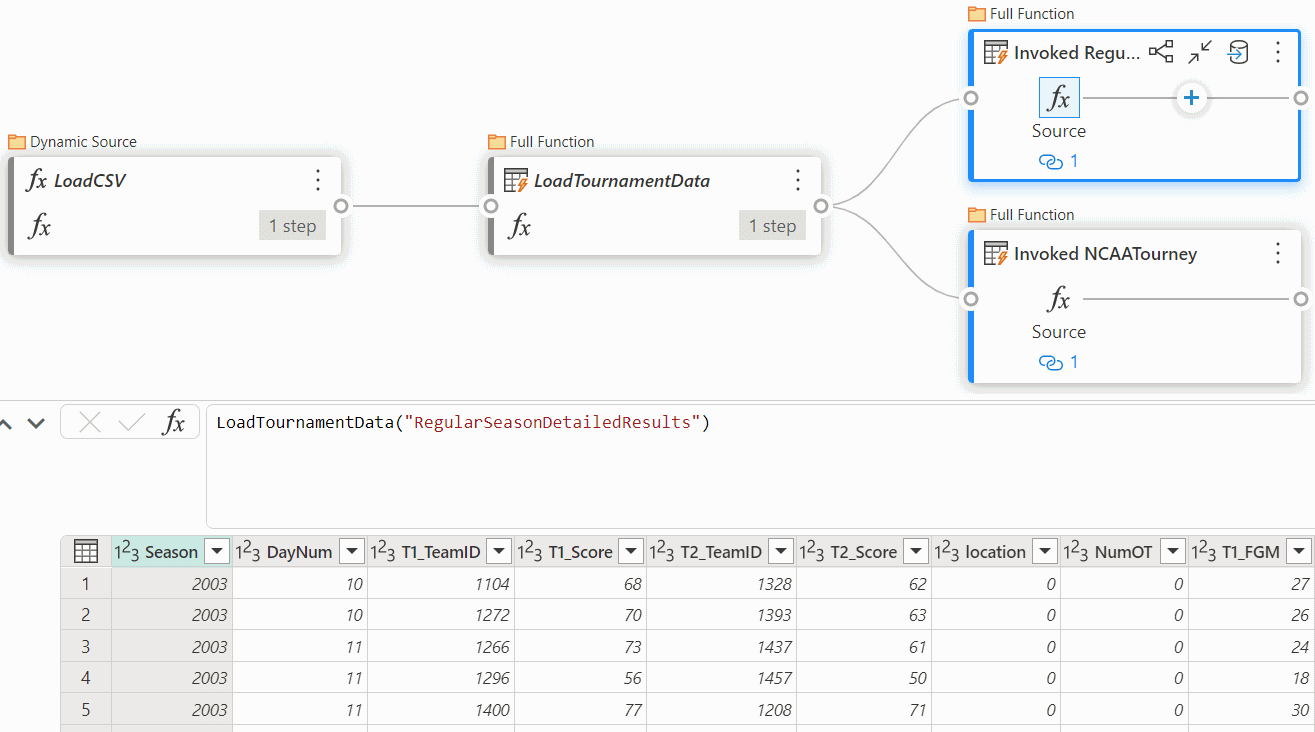 Full Function
Invoked Regu...
Source
1
Dynamic Source
fx LoadCSV
fx
1 step
Full Function
LoadTournamentData
fx
1 step
Full Function
Invoked NCAATourney
fx
Source
1
fx
LoadTournamentData("RegularSeasonDetailedResults")
1²3 Season 1²3 DayNum 1²3 T1_TeamID 1²3 T1_Score 1²3 T2_TeamID 1²3 T2_Score 1²3 location 1²3 NumOT 1²3 T1_FGM
1 2003 10 1104 68 1328 62 0 0 27
2 2003 10 1272 70 1393 63 0 0 26
3 2003 11 1266 73 1437 61 0 0 24
4 2003 11 1296 56 1457 50 0 0 18
5 2003 11 1400 77 1208 71 0 0 30